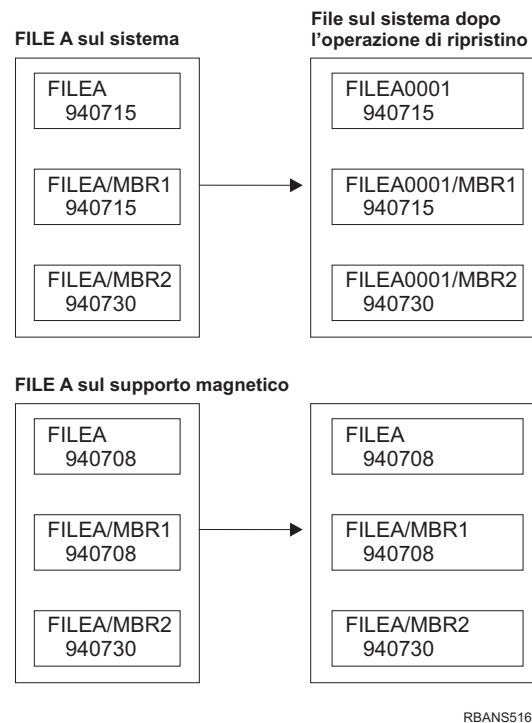 FILE A sul sistema
File sul sistema dopo
l'operazione di ripristino
FILEA
940715
FILEA/MBR1
940715
FILEA/MBR2
940730
FILEA0001
940715
FILEA0001/MBR1
940715
FILEA0001/MBR2
940730
FILE A sul supporto magnetico
FILEA
940708
FILEA/MBR1
940708
FILEA/MBR2
940730
FILEA
940708
FILEA/MBR1
940708
FILEA/MBR2
940730
RBANS516